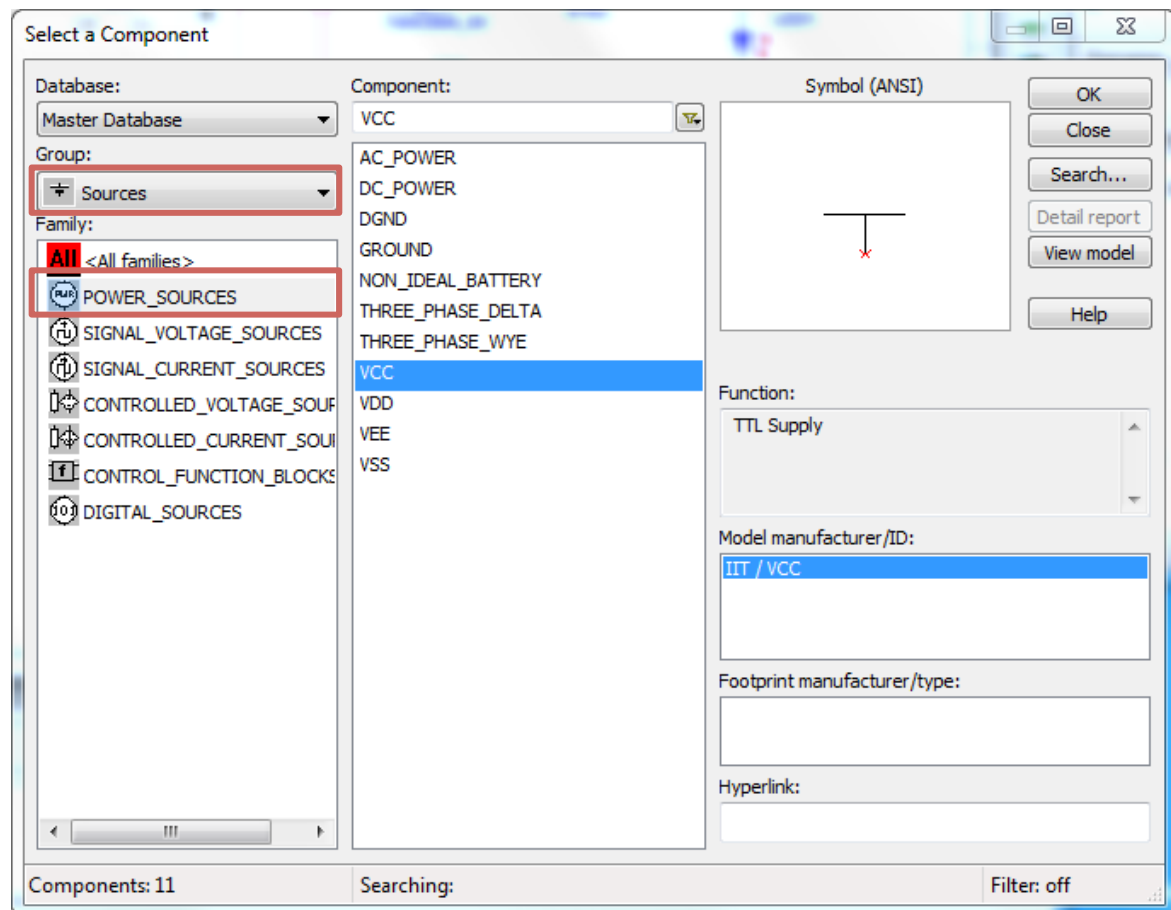 Select a Component
Database:
Master Database
Group:
Sources
Family:
All <All families>
PWR POWER_SOURCES
SIGNAL_VOLTAGE_SOURCES
SIGNAL_CURRENT_SOURCES
CONTROLLED_VOLTAGE_SOUR
CONTROLLED_CURRENT_SOUR
f CONTROL_FUNCTION_BLOCKS
101 DIGITAL_SOURCES
Component:
VCC
AC_POWER
DC_POWER
DGND
GROUND
NON_IDEAL_BATTERY
THREE_PHASE_DELTA
THREE_PHASE_WYE
VCC
VDD
VEE
VSS
Symbol (ANSI)
OK
Close
Search...
Detail report
View model
Help
Function:
TTL Supply
Model manufacturer/ID:
IIT / VCC
Footprint manufacturer/type:
Hyperlink:
Components: 11
Searching:
Filter: off